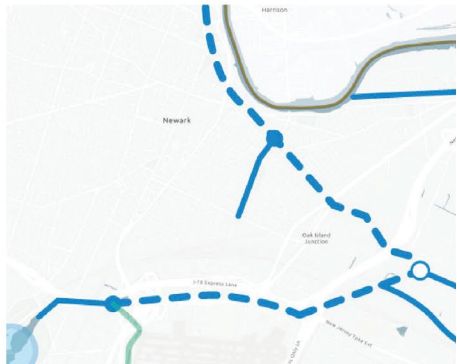 Harrison
Newark
Oak Island
Junction
I-78 Express Lane
New Jersey Tpke Ext